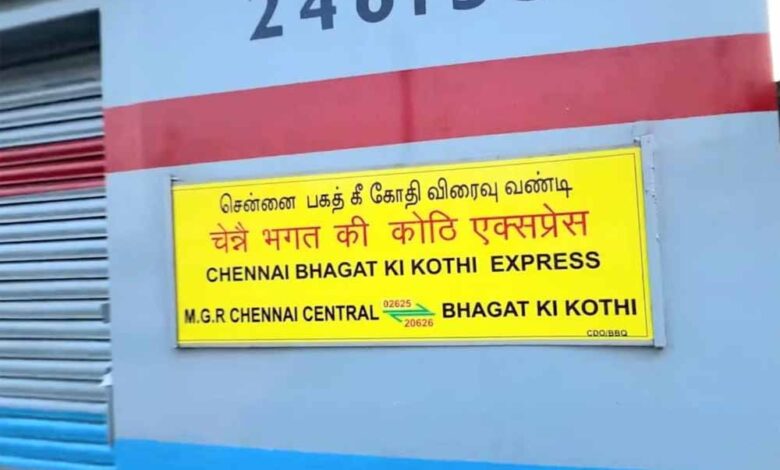 சென்னை பகத் கீ கோதி விரைவு வண்டி
चेन्नै भगत की कोठि एक्सप्रेस
CHENNAI BHAGAT KI KOTHI EXPRESS
M.G.R CHENNAI CENTRAL 02625 20626 BHAGAT KI KOTHI
CDO/BBQ